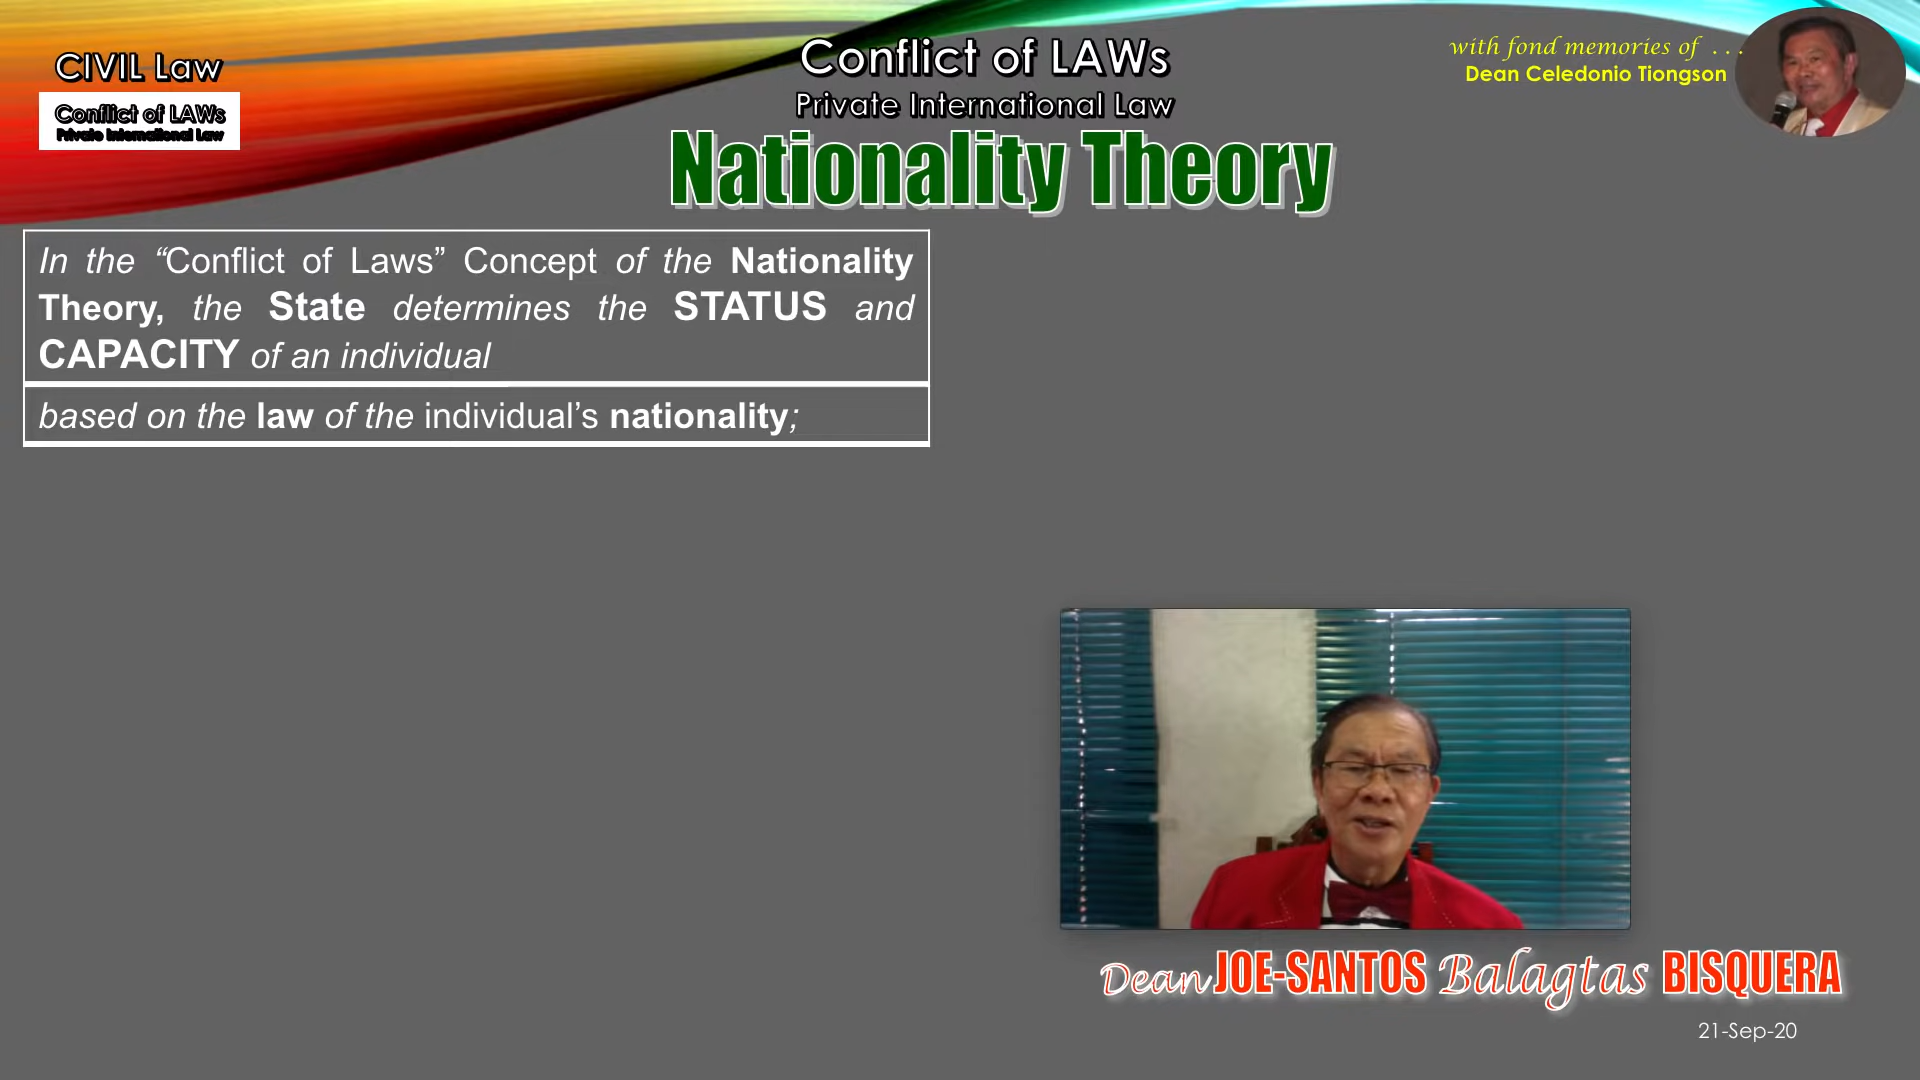 CIVIL Law
Conflict of LAWs
Private International Law
Conflict of LAWs
Private International Law
Nationality Theory
with fond memories of . . .
Dean Celedonio Tiongson
In the “Conflict of Laws” Concept of the Nationality
Theory, the State determines the STATUS and
CAPACITY of an individual
based on the law of the individual’s nationality;
Dean JOE-SANTOS Balagtas BISQUERA
21-Sep-20